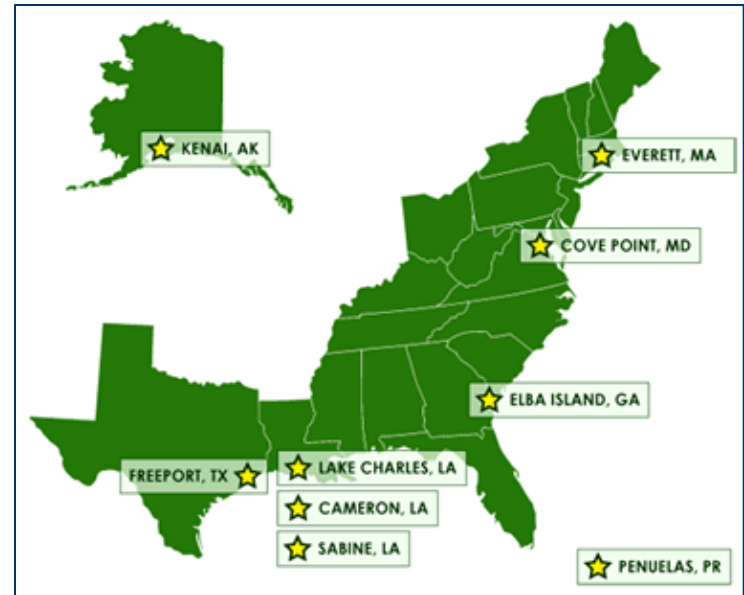 KENAI, AK
EVERETT, MA
COVE POINT, MD
ELBA ISLAND, GA
FREEPORT, TX
LAKE CHARLES, LA
CAMERON, LA
SABINE, LA
PENUELAS, PR